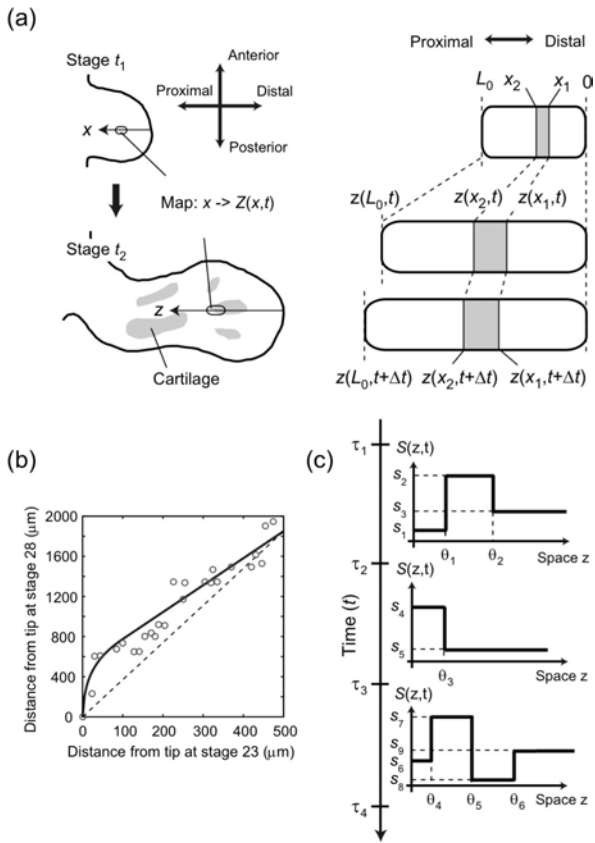 (a)
Stage t1
Anterior
Proximal
Distal
Posterior
x
Map: x -> Z(x,t)
Stage t2
z
Cartilage
Proximal
Distal
L0
x2
x1
0
z(L0,t)
z(x2,t)
z(x1,t)
z(L0,t+Δt)
z(x2,t+Δt)
z(x1,t+Δt)
(b)
Distance from tip at stage 28 (μm)
2000
1600
1200
800
400
0
0
100
200
300
400
500
Distance from tip at stage 23 (μm)
(c)
Time (t)
τ1
S(z,t)
s2
s3
s1
θ1
θ2
Space z
τ2
S(z,t)
s4
s5
θ3
Space z
τ3
S(z,t)
s7
s9
s6
s8
θ4
θ5
θ6
Space z
τ4